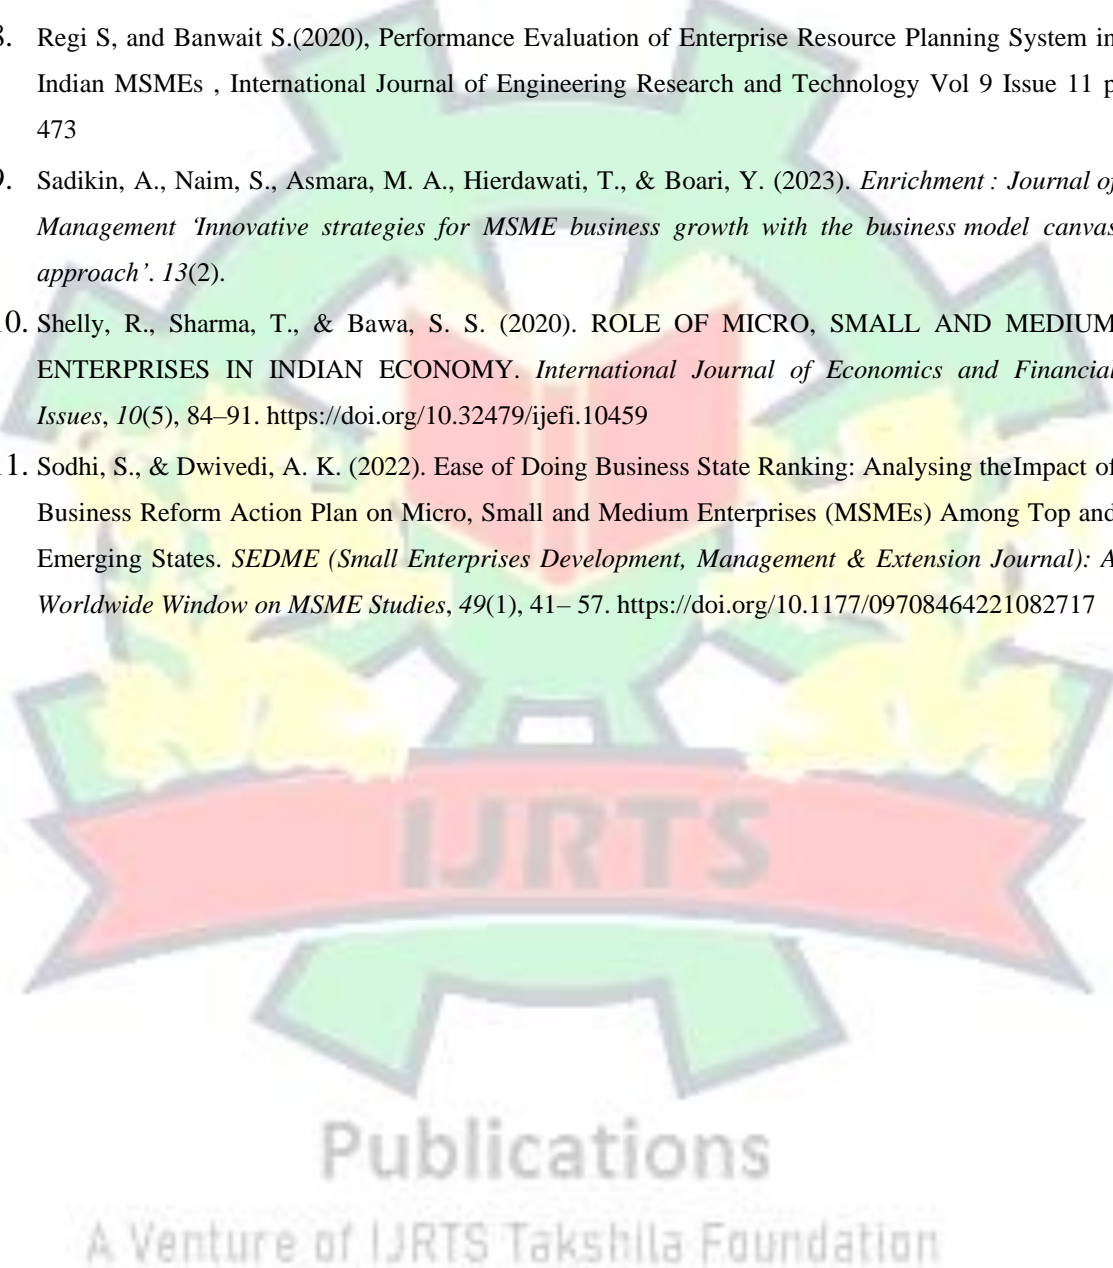 8. Regi S, and Banwait S.(2020), Performance Evaluation of Enterprise Resource Planning System in
Indian MSMEs , International Journal of Engineering Research and Technology Vol 9 Issue 11 p
473
9. Sadikin, A., Naim, S., Asmara, M. A., Hierdawati, T., & Boari, Y. (2023). Enrichment : Journal of
Management ‘Innovative strategies for MSME business growth with the business model canvas
approach’. 13(2).
10. Shelly, R., Sharma, T., & Bawa, S. S. (2020). ROLE OF MICRO, SMALL AND MEDIUM
ENTERPRISES IN INDIAN ECONOMY. International Journal of Economics and Financial
Issues, 10(5), 84–91. https://doi.org/10.32479/ijefi.10459
11. Sodhi, S., & Dwivedi, A. K. (2022). Ease of Doing Business State Ranking: Analysing theImpact of
Business Reform Action Plan on Micro, Small and Medium Enterprises (MSMEs) Among Top and
Emerging States. SEDME (Small Enterprises Development, Management & Extension Journal): A
Worldwide Window on MSME Studies, 49(1), 41– 57. https://doi.org/10.1177/09708464221082717
IJRTS
Publications
A Venture of IJRTS Takshila Foundation